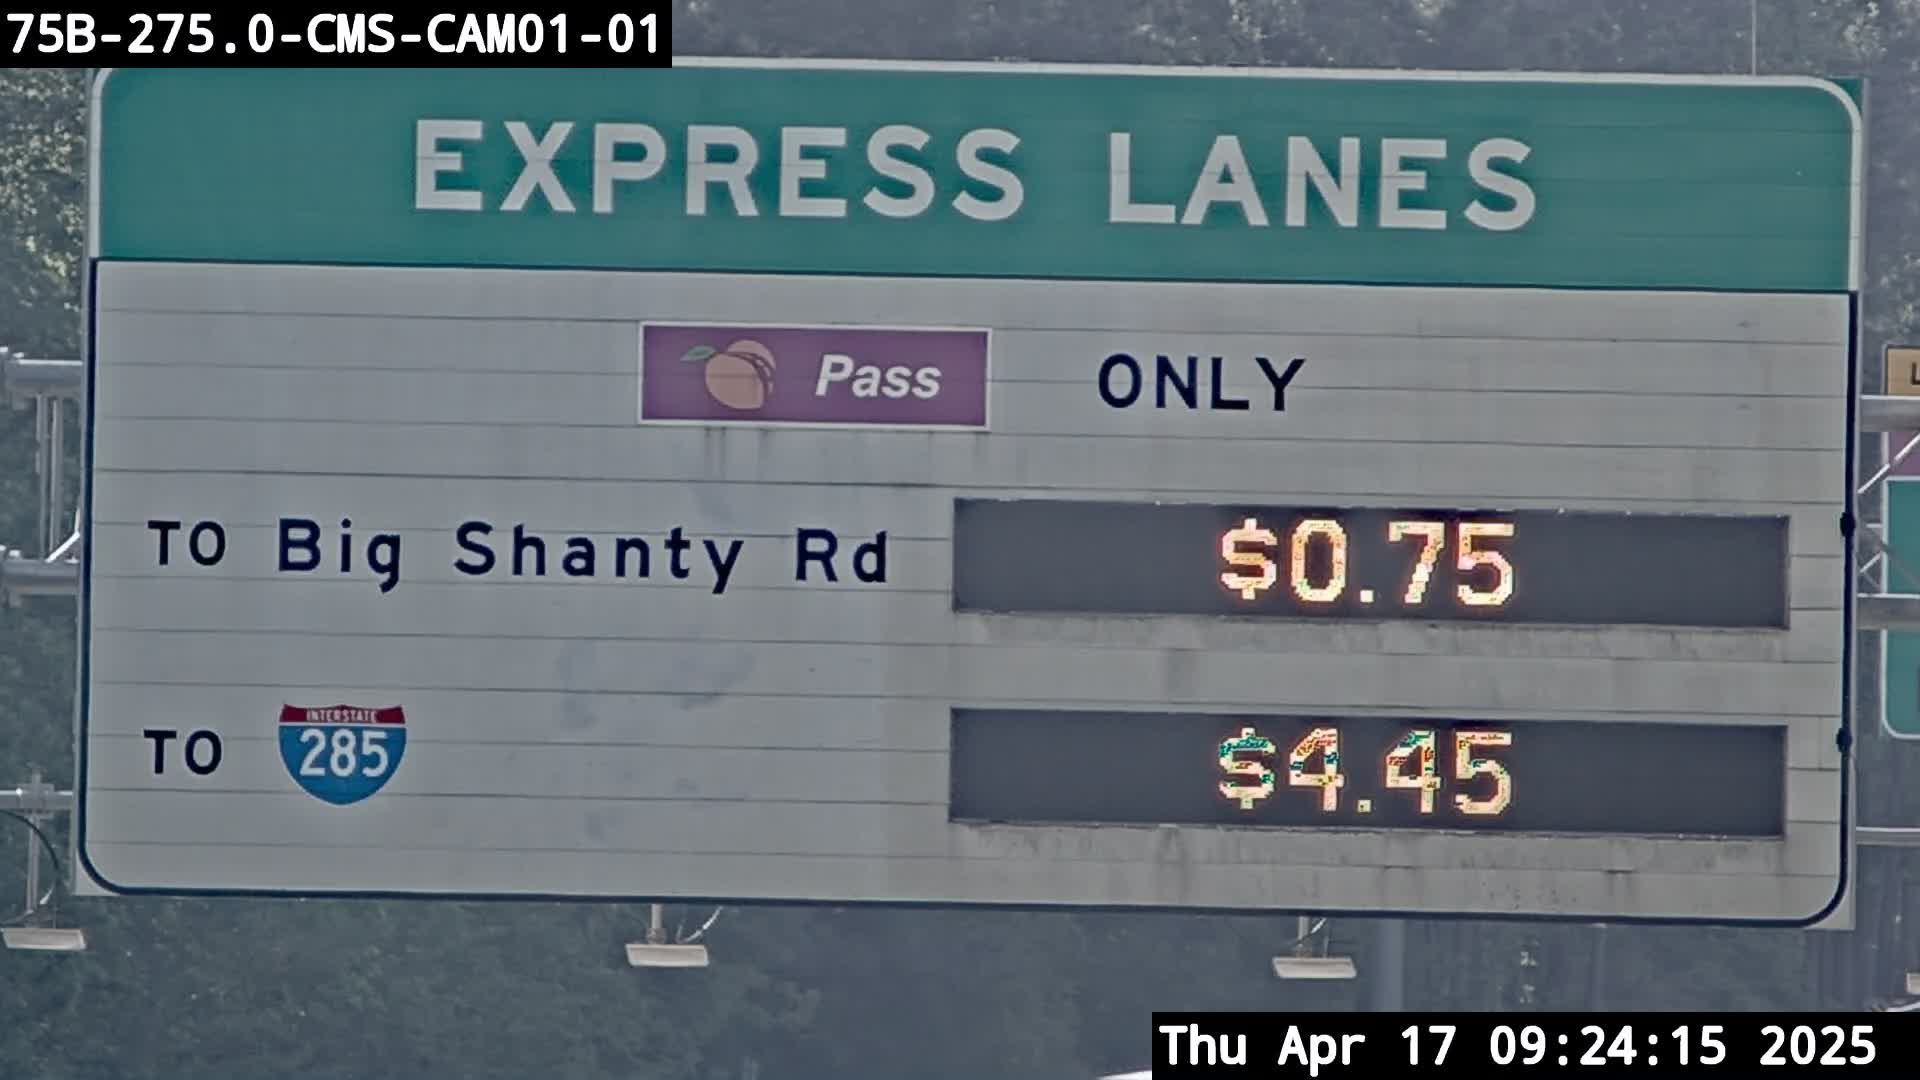 75B-275.0-CMS-CAM01-01
EXPRESS LANES
Pass ONLY
TO Big Shanty Rd $0.75
TO INTERSTATE 285 $4.45
Thu Apr 17 09:24:15 2025